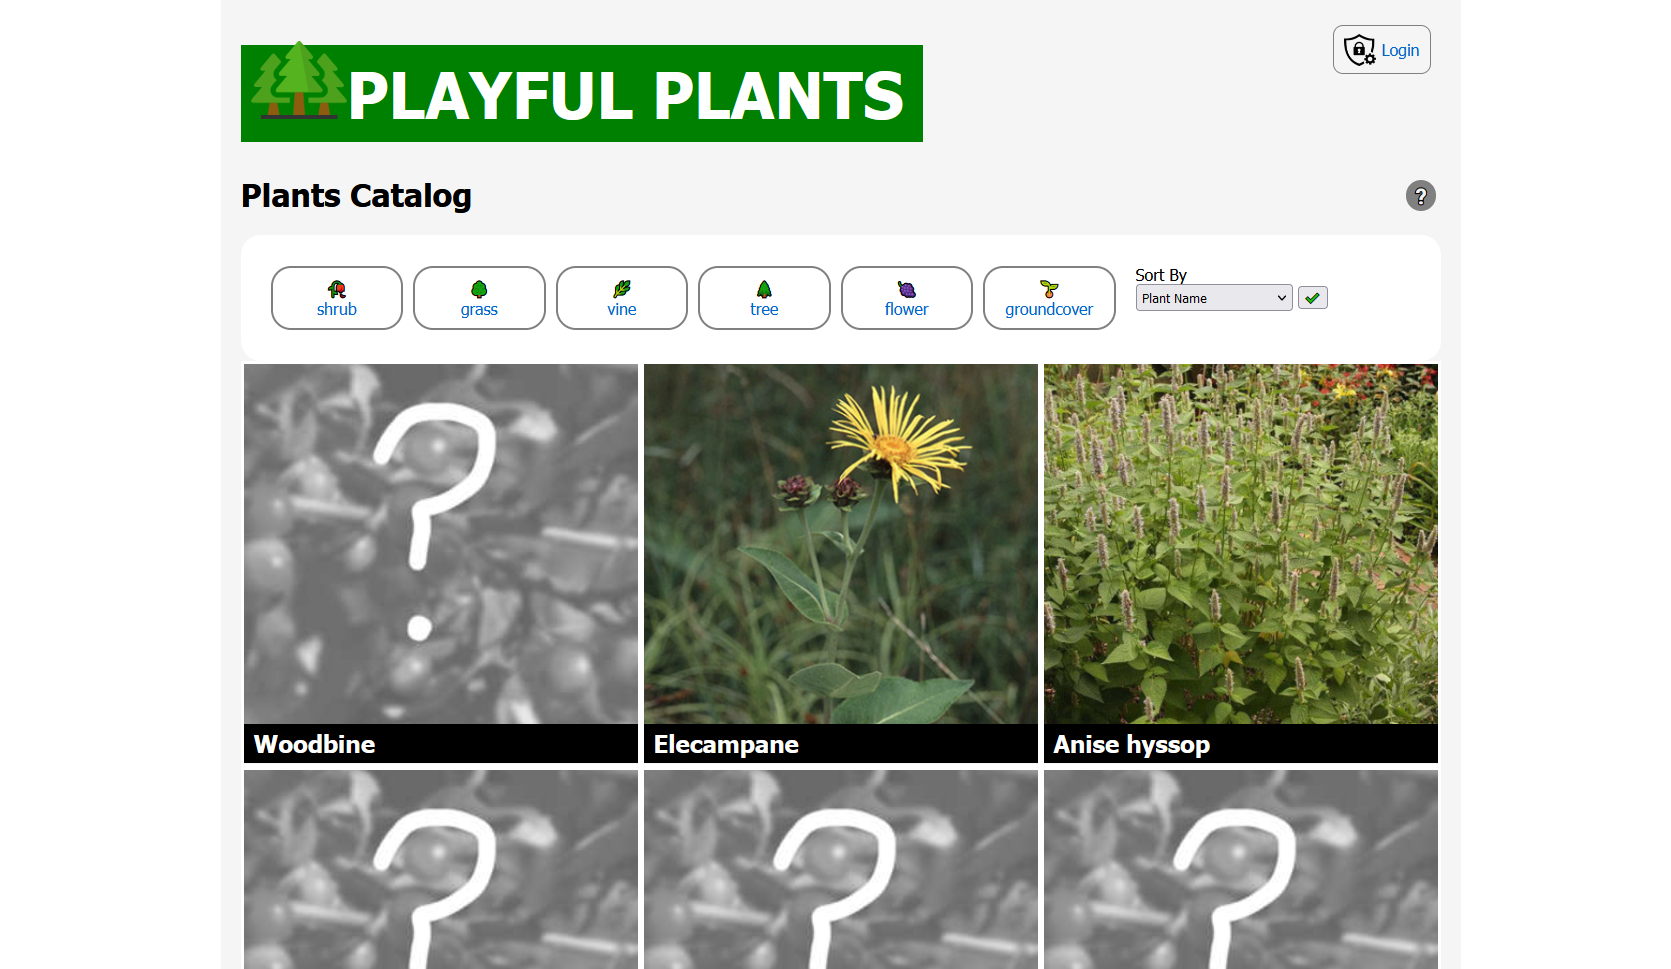 Login
PLAYFUL PLANTS
Plants Catalog
?
shrub
grass
vine
tree
flower
groundcover
Sort By
Plant Name
?
Woodbine
Elecampane
Anise hyssop
?
?
?